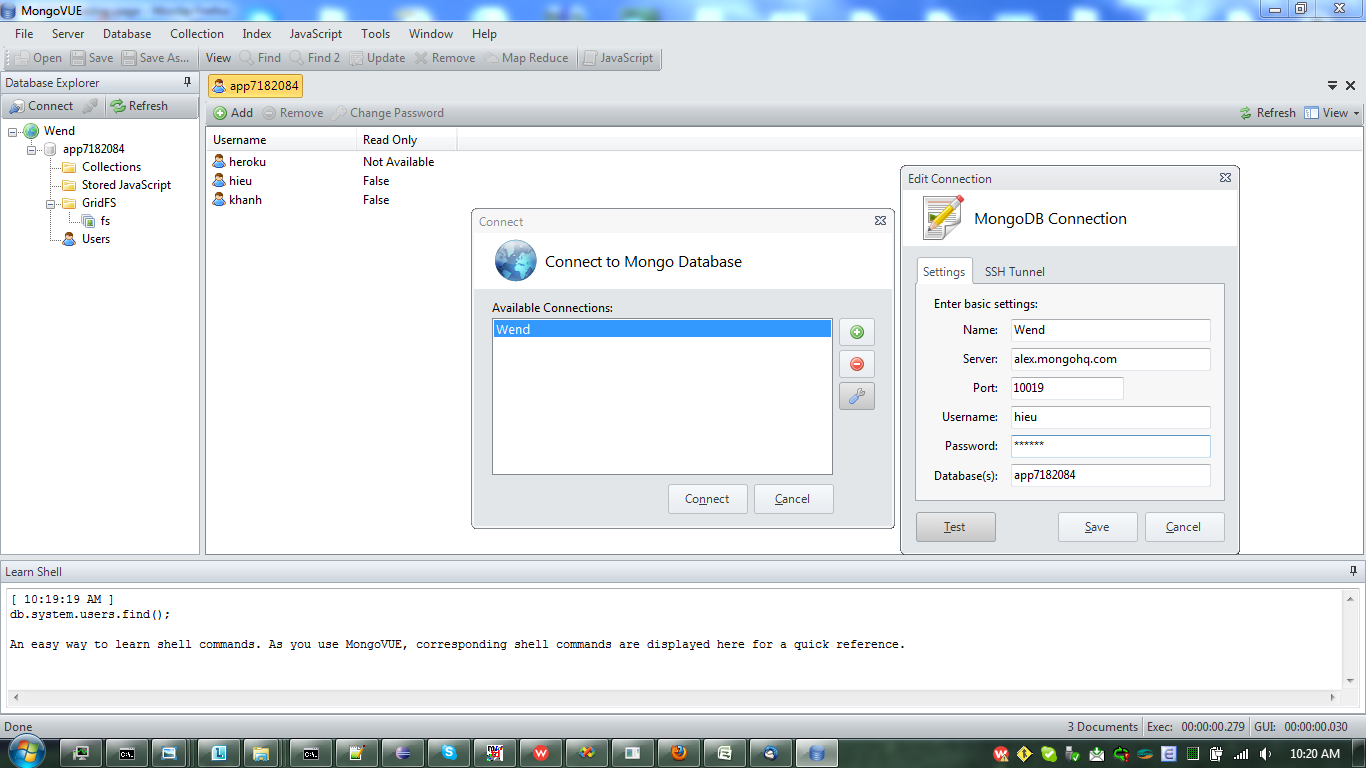 MongoVUE
File Server Database Collection Index JavaScript Tools Window Help
Open Save Save As... View Find Find 2 Update Remove Map Reduce JavaScript
Database Explorer
Connect Refresh
Wend
app7182084
Collections
Stored JavaScript
GridFS
fs
Users
app7182084
Add Remove Change Password Refresh View
Username Read Only
heroku Not Available
hieu False
khanh False
Connect
Connect to Mongo Database
Available Connections:
Wend
Connect Cancel
Edit Connection
MongoDB Connection
Settings SSH Tunnel
Enter basic settings:
Name: Wend
Server: alex.mongohq.com
Port: 10019
Username: hieu
Password: ******
Database(s): app7182084
Test Save Cancel
Learn Shell
[ 10:19:19 AM ]
db.system.users.find();
An easy way to learn shell commands. As you use MongoVUE, corresponding shell commands are displayed here for a quick reference.
Done 3 Documents Exec: 00:00:00.279 GUI: 00:00:00.030
10:20 AM